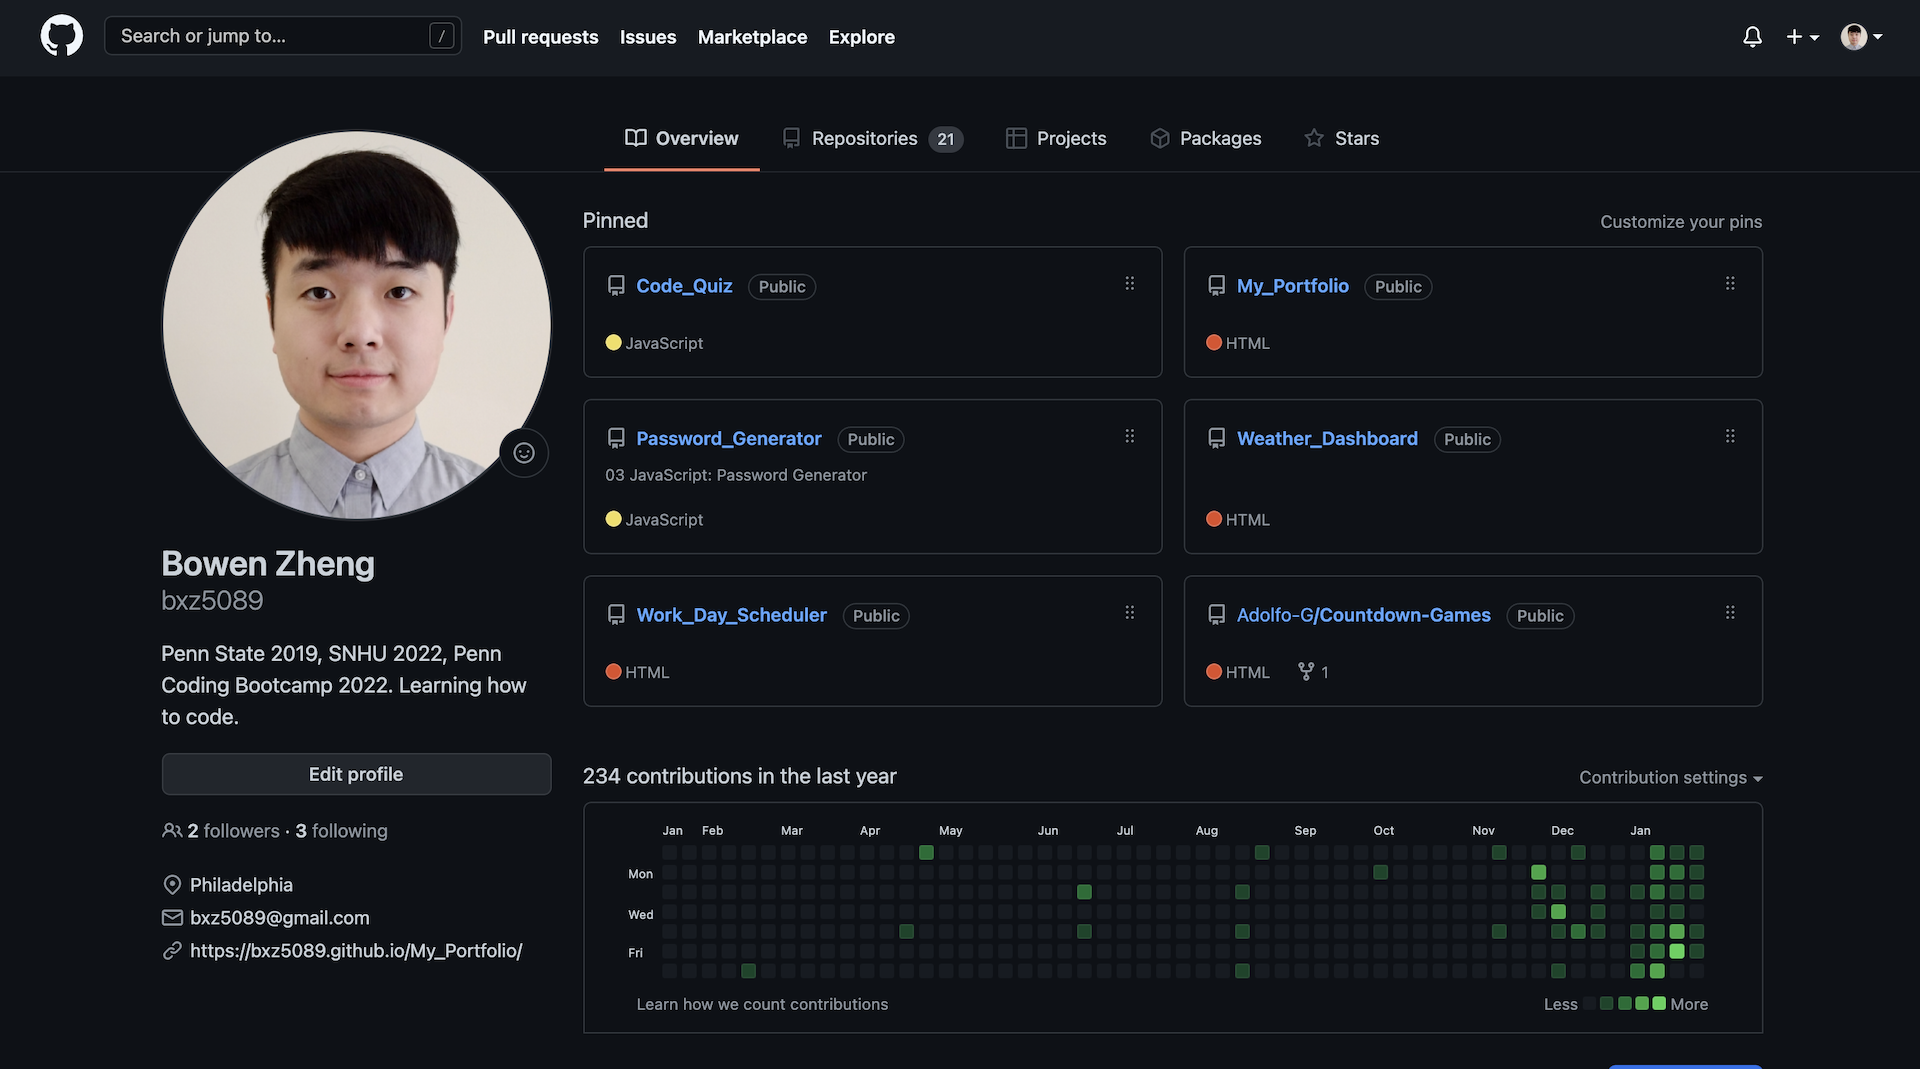 Search or jump to...
/
Pull requests
Issues
Marketplace
Explore
Overview
Repositories 21
Projects
Packages
Stars
Bowen Zheng
bxz5089
Penn State 2019, SNHU 2022, Penn
Coding Bootcamp 2022. Learning how
to code.
Edit profile
2 followers · 3 following
Philadelphia
bxz5089@gmail.com
https://bxz5089.github.io/My_Portfolio/
Pinned
Customize your pins
Code_Quiz Public
JavaScript
My_Portfolio Public
HTML
Password_Generator Public
03 JavaScript: Password Generator
JavaScript
Weather_Dashboard Public
HTML
Work_Day_Scheduler Public
HTML
Adolfo-G/Countdown-Games Public
HTML 1
234 contributions in the last year
Contribution settings
Jan Feb Mar Apr May Jun Jul Aug Sep Oct Nov Dec Jan
Mon
Wed
Fri
Learn how we count contributions
Less More